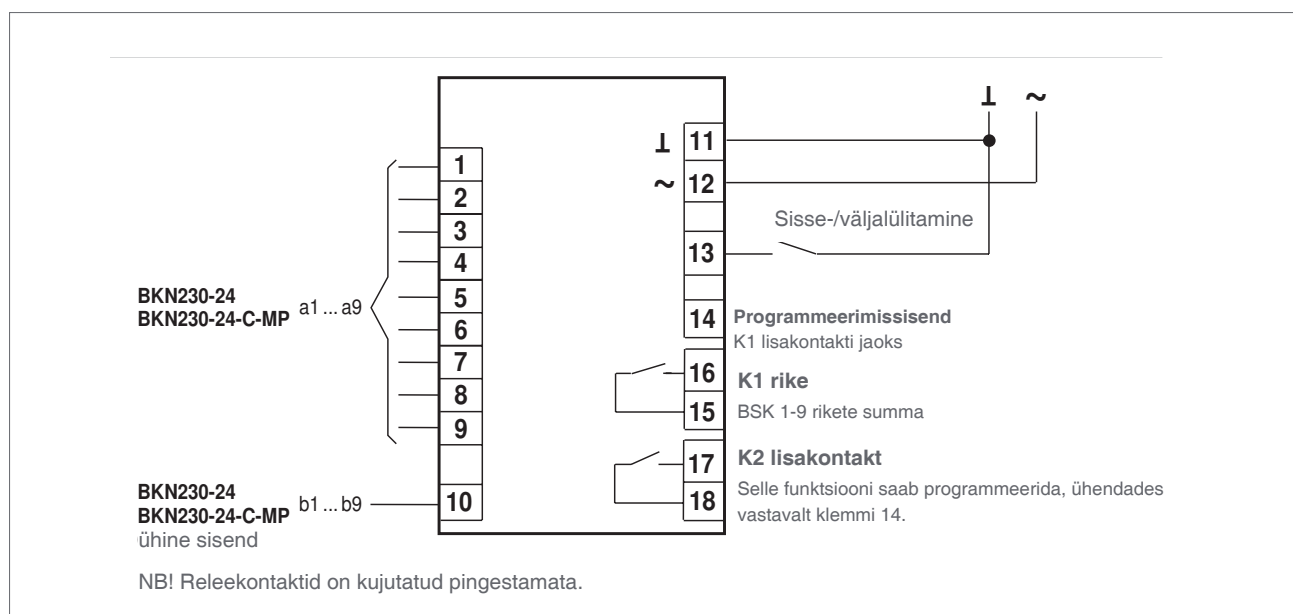 ⊥ ~
⊥ 11
~ 12
Sisse-/väljalülitamine
13
1
2
3
4
5
6
7
8
9
BKN230-24
BKN230-24-C-MP
a1 ... a9
14 Programmeerimissisend
K1 lisakontakti jaoks
16 K1 rike
15 BSK 1-9 rikete summa
17 K2 lisakontakt
18 Selle funktsiooni saab programmeerida, ühendades
vastavalt klemmi 14.
BKN230-24
BKN230-24-C-MP
b1 ... b9
10
ühine sisend
NB! Releekontaktid on kujutatud pingestamata.